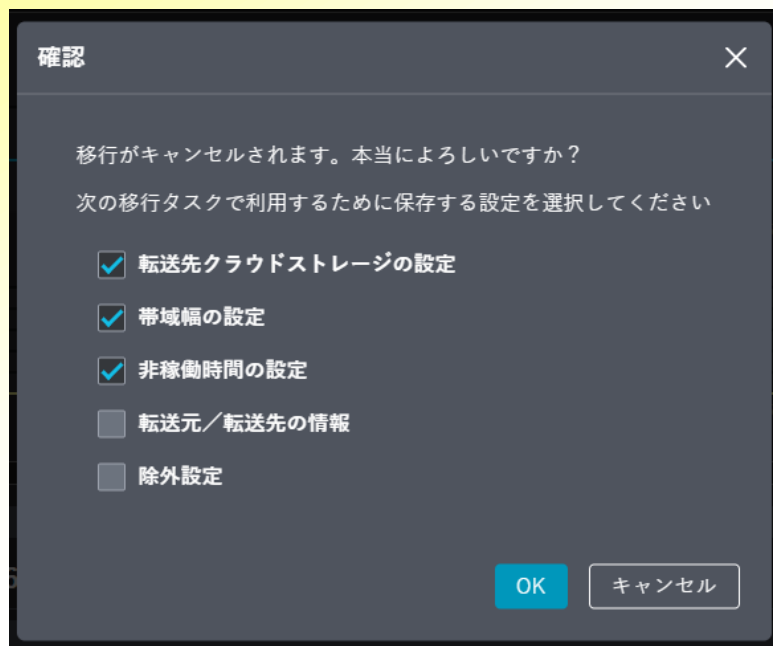 確認
移行がキャンセルされます。本当によろしいですか？
次の移行タスクで利用するために保存する設定を選択してください
転送先クラウドストレージの設定
帯域幅の設定
非稼働時間の設定
転送元／転送先の情報
除外設定
OK
キャンセル